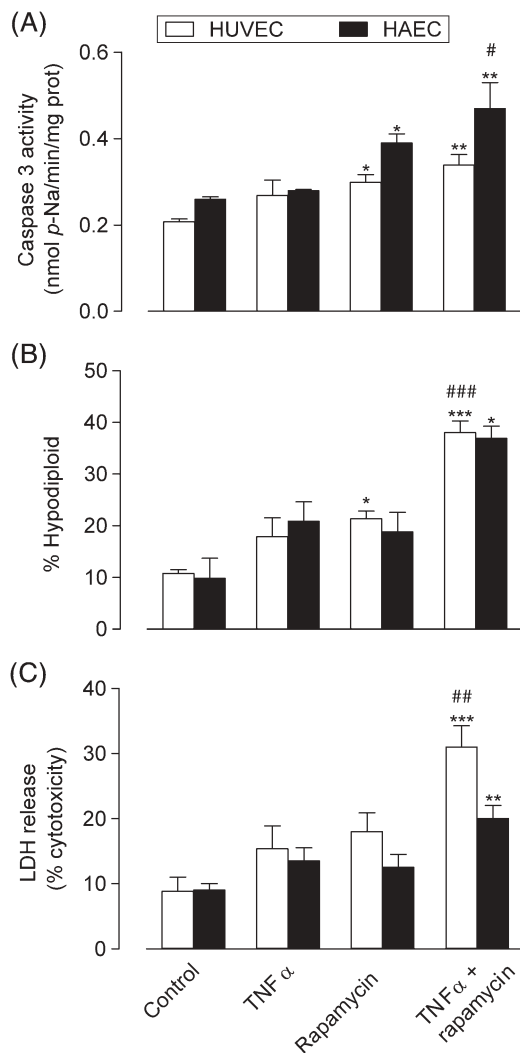 (A)
HUVEC HAEC
Caspase 3 activity
(nmol p-Na/min/mg prot)
0.6
0.4
0.2
0.0
* * ** ** #
(B)
% Hypodiploid
50
40
30
20
10
0
* *** ### *
(C)
LDH release
(% cytotoxicity)
40
30
20
10
0
*** ## **
Control
TNFα
Rapamycin
TNFα +
rapamycin